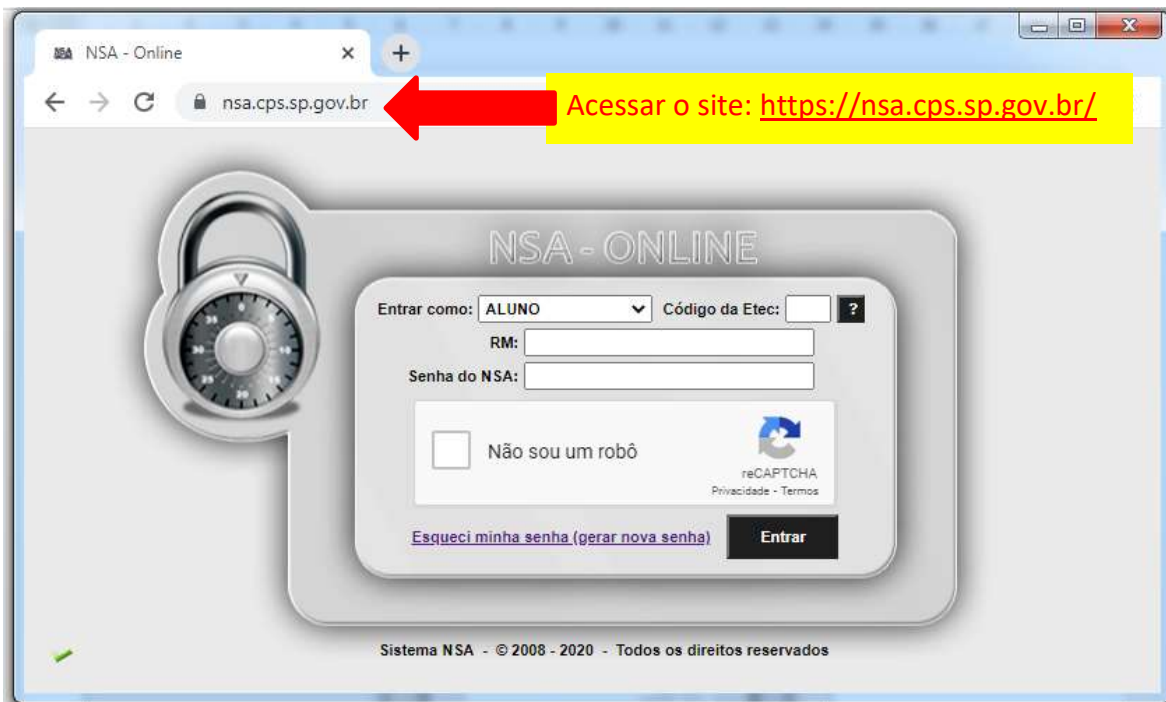 NSA - Online
nsa.cps.sp.gov.br
Acessar o site: https://nsa.cps.sp.gov.br/
NSA - ONLINE
Entrar como: ALUNO Código da Etec: ?
RM:
Senha do NSA:
Não sou um robô
reCAPTCHA
Privacidade - Termos
Esqueci minha senha (gerar nova senha) Entrar
Sistema NSA - © 2008 - 2020 - Todos os direitos reservados